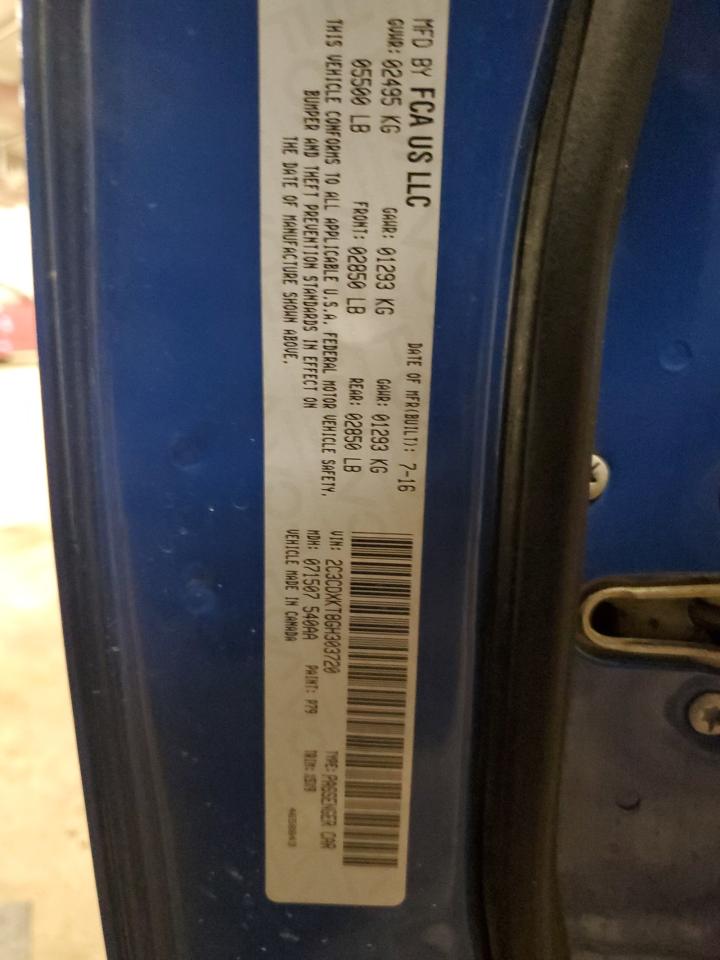 MFD BY FCA US LLC
DATE OF MFR(BUILT): 7-16
GVWR: 02495 KG GAWR: 01293 KG GAWR: 01293 KG
05500 LB FRONT: 02850 LB REAR: 02850 LB
THIS VEHICLE CONFORMS TO ALL APPLICABLE U.S.A. FEDERAL MOTOR VEHICLE SAFETY,
BUMPER AND THEFT PREVENTION STANDARDS IN EFFECT ON
THE DATE OF MANUFACTURE SHOWN ABOVE.
VIN: 2C3CDXKT8GH303720 TYPE: PASSENGER CAR
MDH: 071507 540AA PAINT: P79 TRIM:
VEHICLE MADE IN CANADA